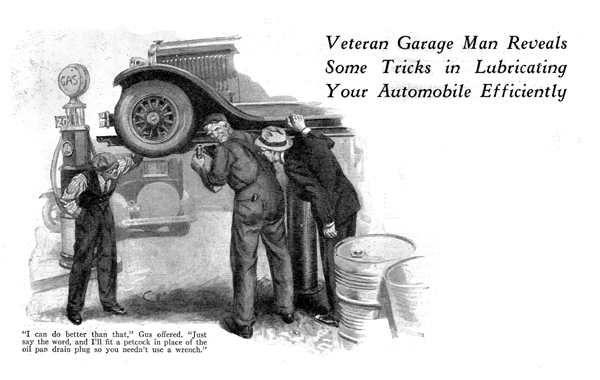 Veteran Garage Man Reveals
Some Tricks in Lubricating
Your Automobile Efficiently
GAS
"I can do better than that," Gus offered. "Just
say the word, and I'll fit a petcock in place of the
oil pan drain plug so you needn't use a wrench."